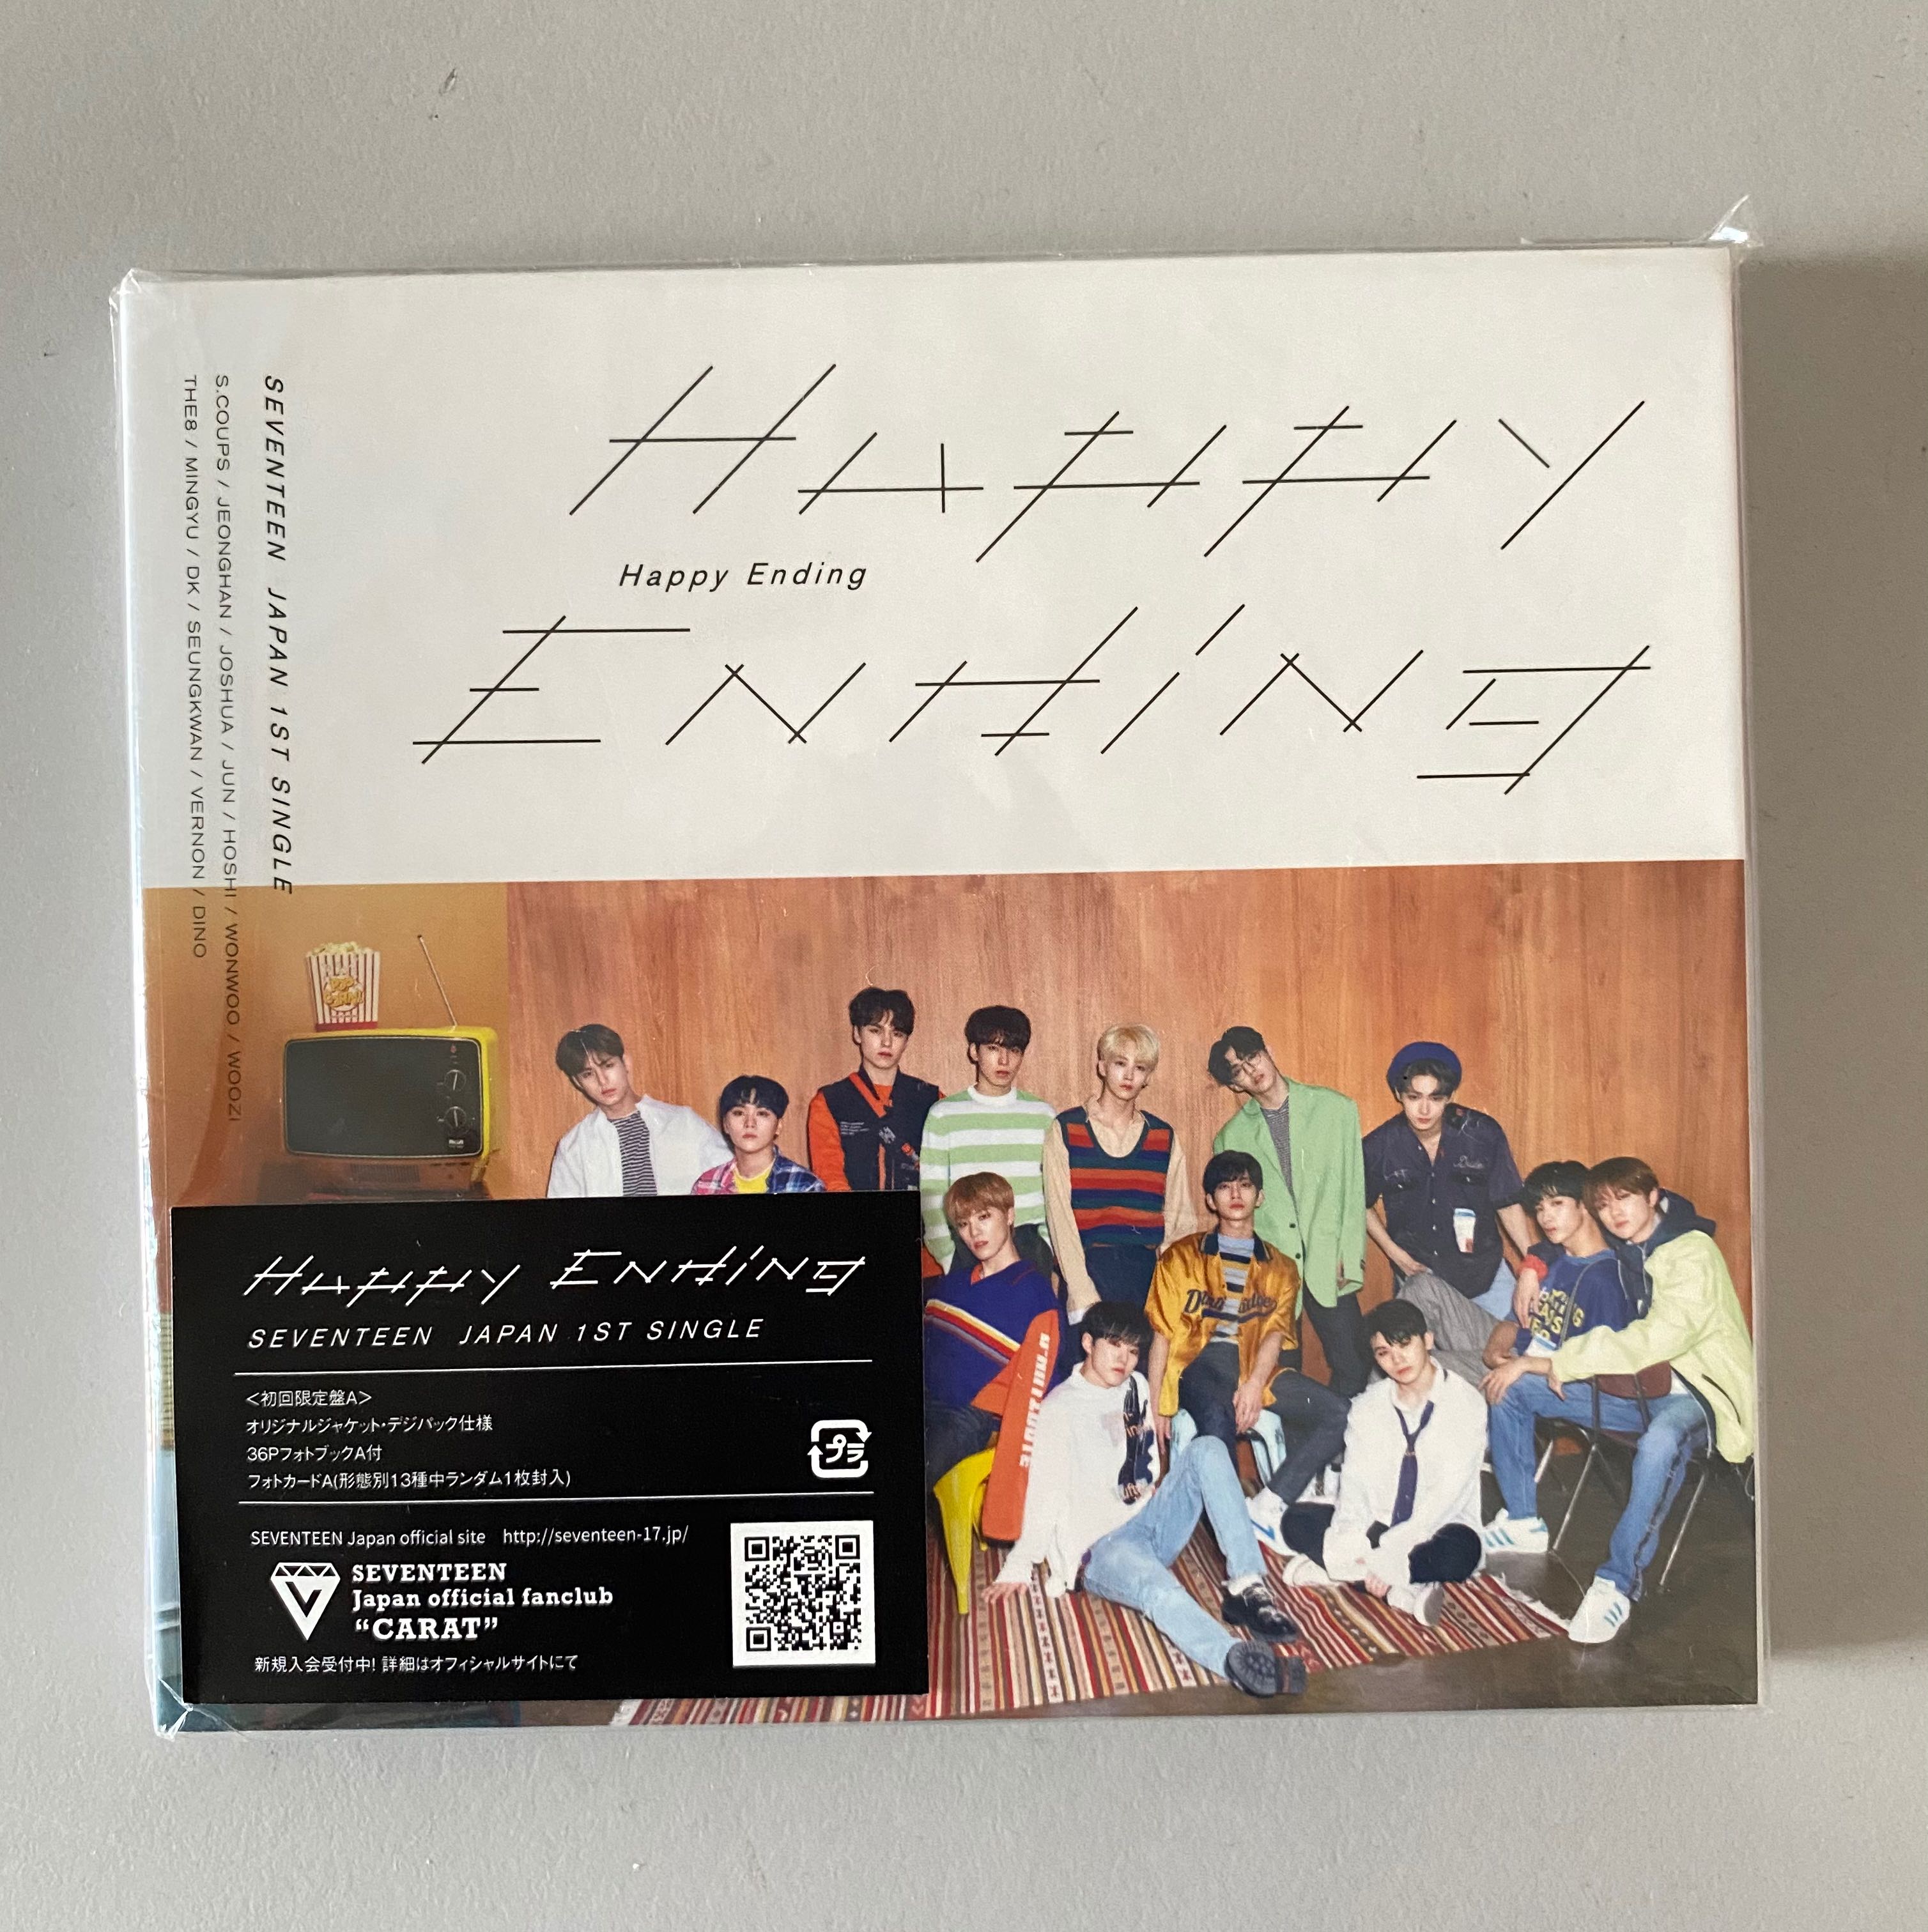 Happy
Happy Ending
Ending
SEVENTEEN JAPAN 1ST SINGLE
S.COUPS / JEONGHAN / JOSHUA / JUN / HOSHI / WONWOO / WOOZI
THE8 / MINGYU / DK / SEUNGKWAN / VERNON / DINO
POP
Happy Ending
SEVENTEEN JAPAN 1ST SINGLE
<初回限定盤A>
オリジナルジャケット・デジパック仕様
36PフォトブックA付
フォトカードA(形態別13種中ランダム1枚封入)
プラ
SEVENTEEN Japan official site http://seventeen-17.jp/
SEVENTEEN
Japan official fanclub
“CARAT”
新規入会受付中! 詳細はオフィシャルサイトにて